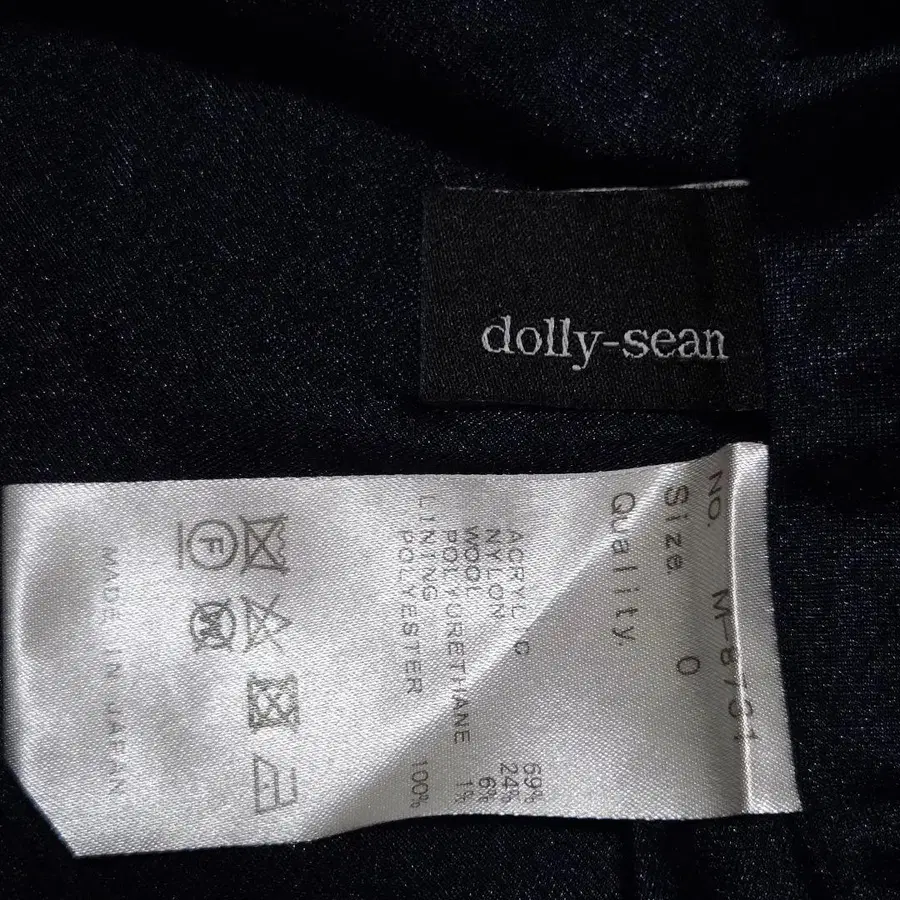 dolly-sean
No. M-8731
Size 0
Quality.
ACRYLIC 69%
NYLON 24%
WOOL 6%
POLYURETHANE 1%
LINING
POLYESTER 100%
F W
MADE IN JAPAN